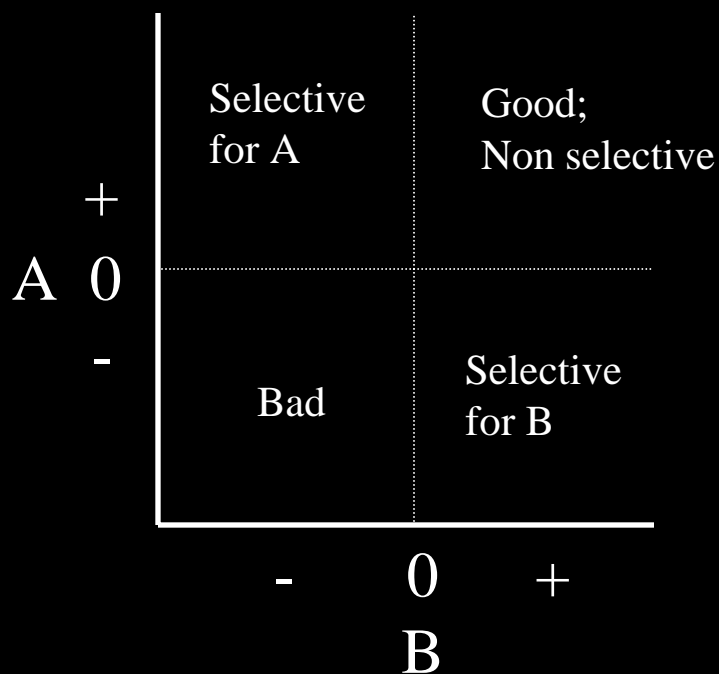 Selective
for A
Good;
Non selective
+
A 0
-
Bad
Selective
for B
- 0 +
B